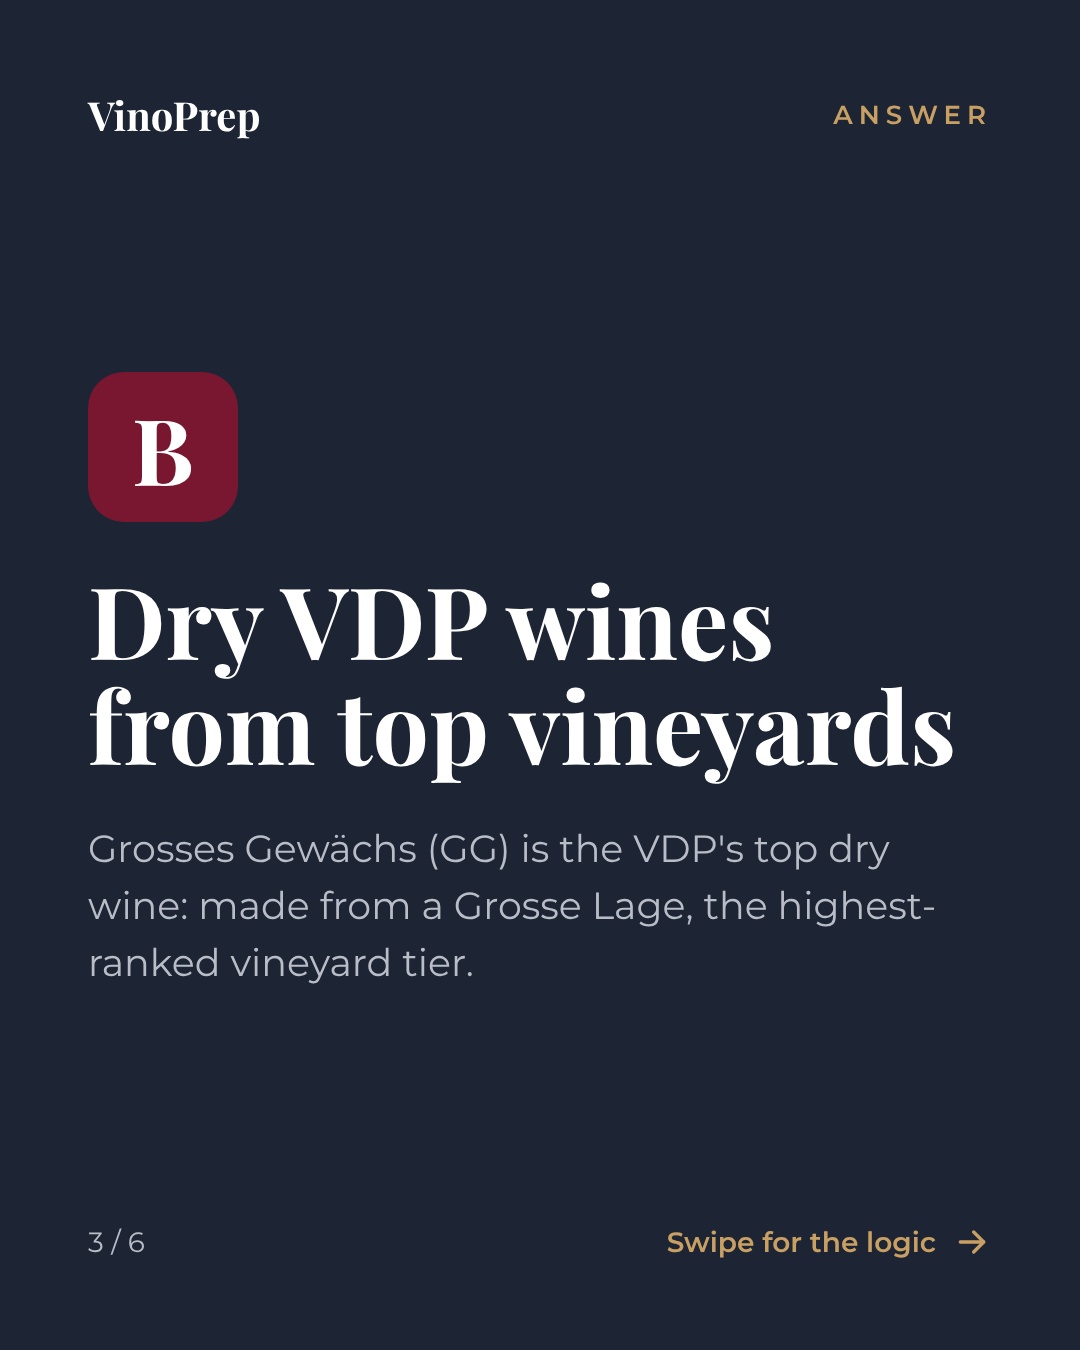 VinoPrep
ANSWER
B
Dry VDP wines
from top vineyards
Grosses Gewächs (GG) is the VDP's top dry
wine: made from a Grosse Lage, the highest-
ranked vineyard tier.
3 / 6
Swipe for the logic →